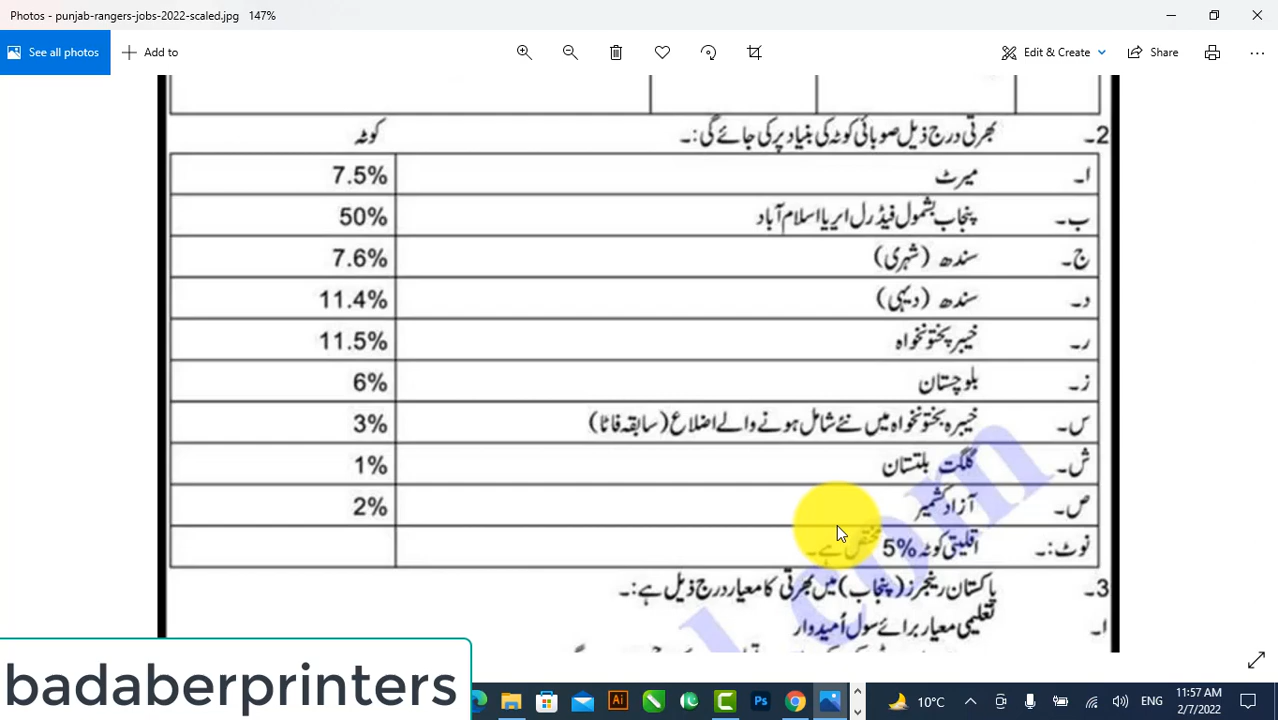 Photos - punjab-rangers-jobs-2022-scaled.jpg 147%
See all photos
Add to
Edit & Create
Share
2۔ بھرتی درج ذیل صوبائی کوٹہ کی بنیاد پر کی جائے گی:۔ کوٹہ
ا۔ میرٹ 7.5%
ب۔ پنجاب بشمول فیڈرل ایریا اسلام آباد 50%
ج۔ سندھ (شہری) 7.6%
د۔ سندھ (دیہی) 11.4%
ر۔ خیبر پختونخواہ 11.5%
ز۔ بلوچستان 6%
س۔ خیبرہ پختونخواہ میں نئے شامل ہونے والے اضلاع (سابقہ فاٹا) 3%
ش۔ گلگت بلتستان 1%
ص۔ آزاد کشمیر 2%
نوٹ:۔ اقلیتی کوٹہ 5% مختص ہے۔
3۔ پاکستان رینجرز (پنجاب) میں بھرتی کا معیار درج ذیل ہے:۔
ا۔ تعلیمی معیار برائے سول اُمیدوار
l.com
badaberprinters
Ai
Ps
10°C
ENG
11:57 AM
2/7/2022